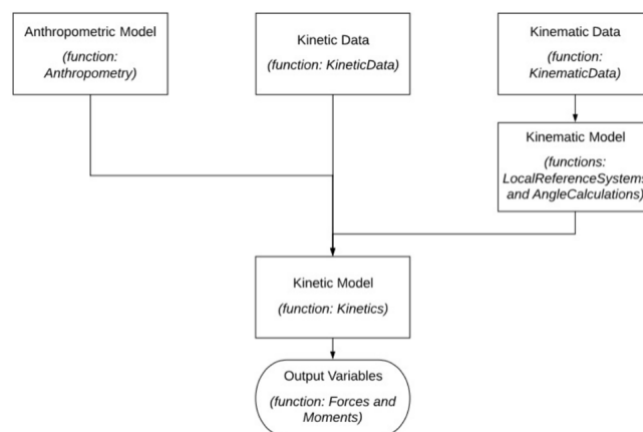 Anthropometric Model
(function:
Anthropometry)
Kinetic Data
(function: KineticData)
Kinematic Data
(function:
KinematicData)
Kinematic Model
(functions:
LocalReferenceSystems
and AngleCalculations)
Kinetic Model
(function: Kinetics)
Output Variables
(function: Forces and
Moments)